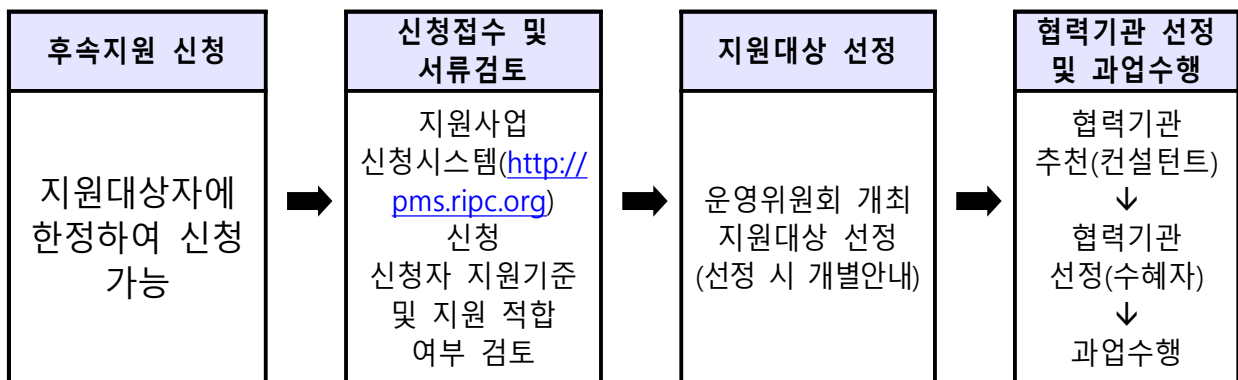 후속지원 신청
지원대상자에
한정하여 신청
가능
신청접수 및
서류검토
지원사업
신청시스템(http://
pms.ripc.org)
신청
신청자 지원기준
및 지원 적합
여부 검토
지원대상 선정
운영위원회 개최
지원대상 선정
(선정 시 개별안내)
협력기관 선정
및 과업수행
협력기관
추천(컨설턴트)
↓
협력기관
선정(수혜자)
↓
과업수행